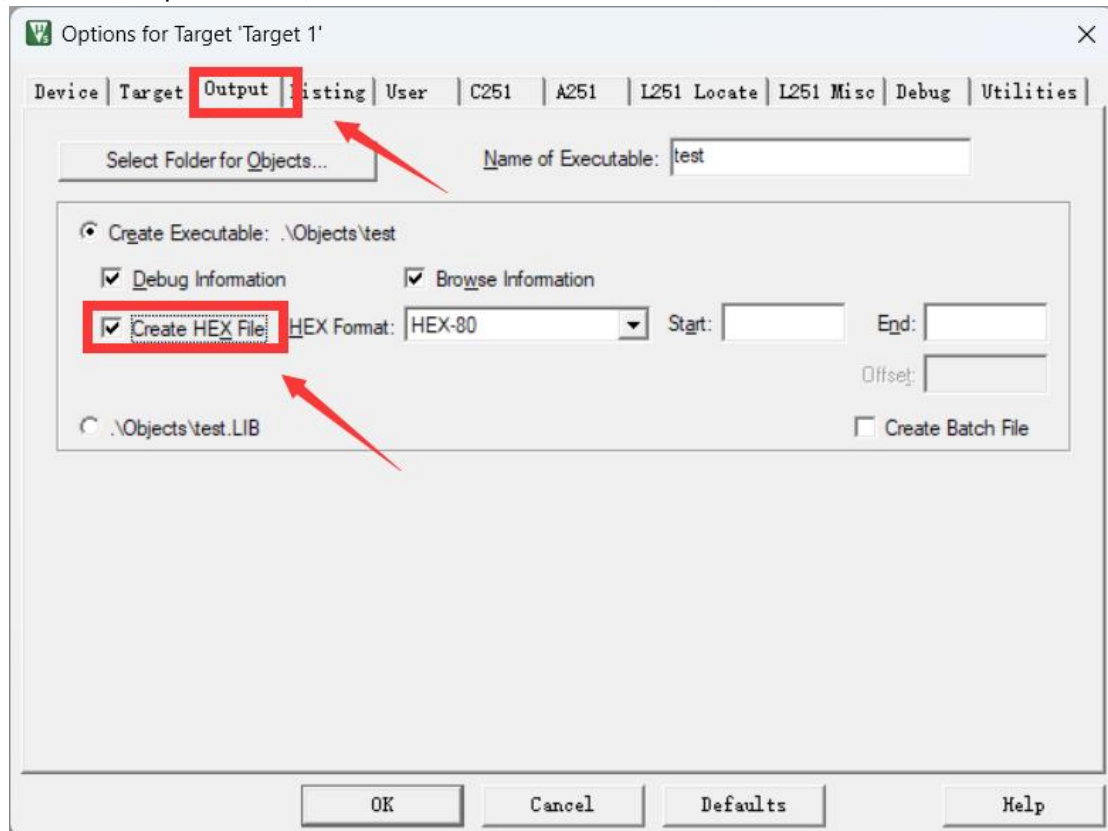 Options for Target 'Target 1'
Device Target Output Listing User C251 A251 L251 Locate L251 Misc Debug Utilities
Select Folder for Objects... Name of Executable: test
Create Executable: .\Objects\test
Debug Information Browse Information
Create HEX File HEX Format: HEX-80 Start: End:
Offset:
.\Objects\test.LIB Create Batch File
OK Cancel Defaults Help